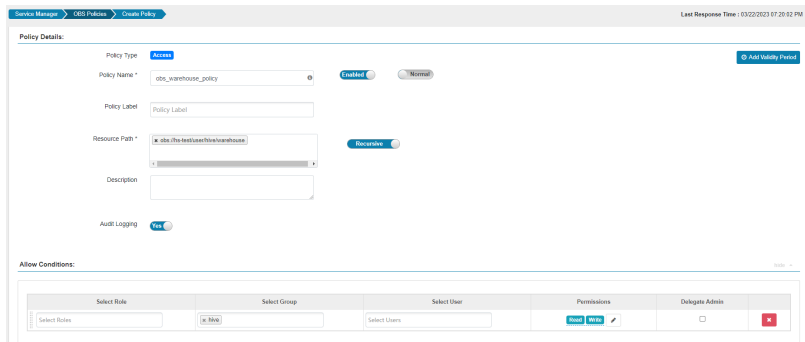 Service Manager OBS Policies Create Policy Last Response Time : 03/22/2023 07:20:02 PM
Policy Details:
Policy Type Access
Add Validity Period
Policy Name * obs_warehouse_policy Enabled Normal
Policy Label Policy Label
Resource Path * × obs://hs-test/user/hive/warehouse Recursive
Description
Audit Logging Yes
Allow Conditions:
Select Role Select Group Select User Permissions Delegate Admin
Select Roles × hive Select Users Read Write ×